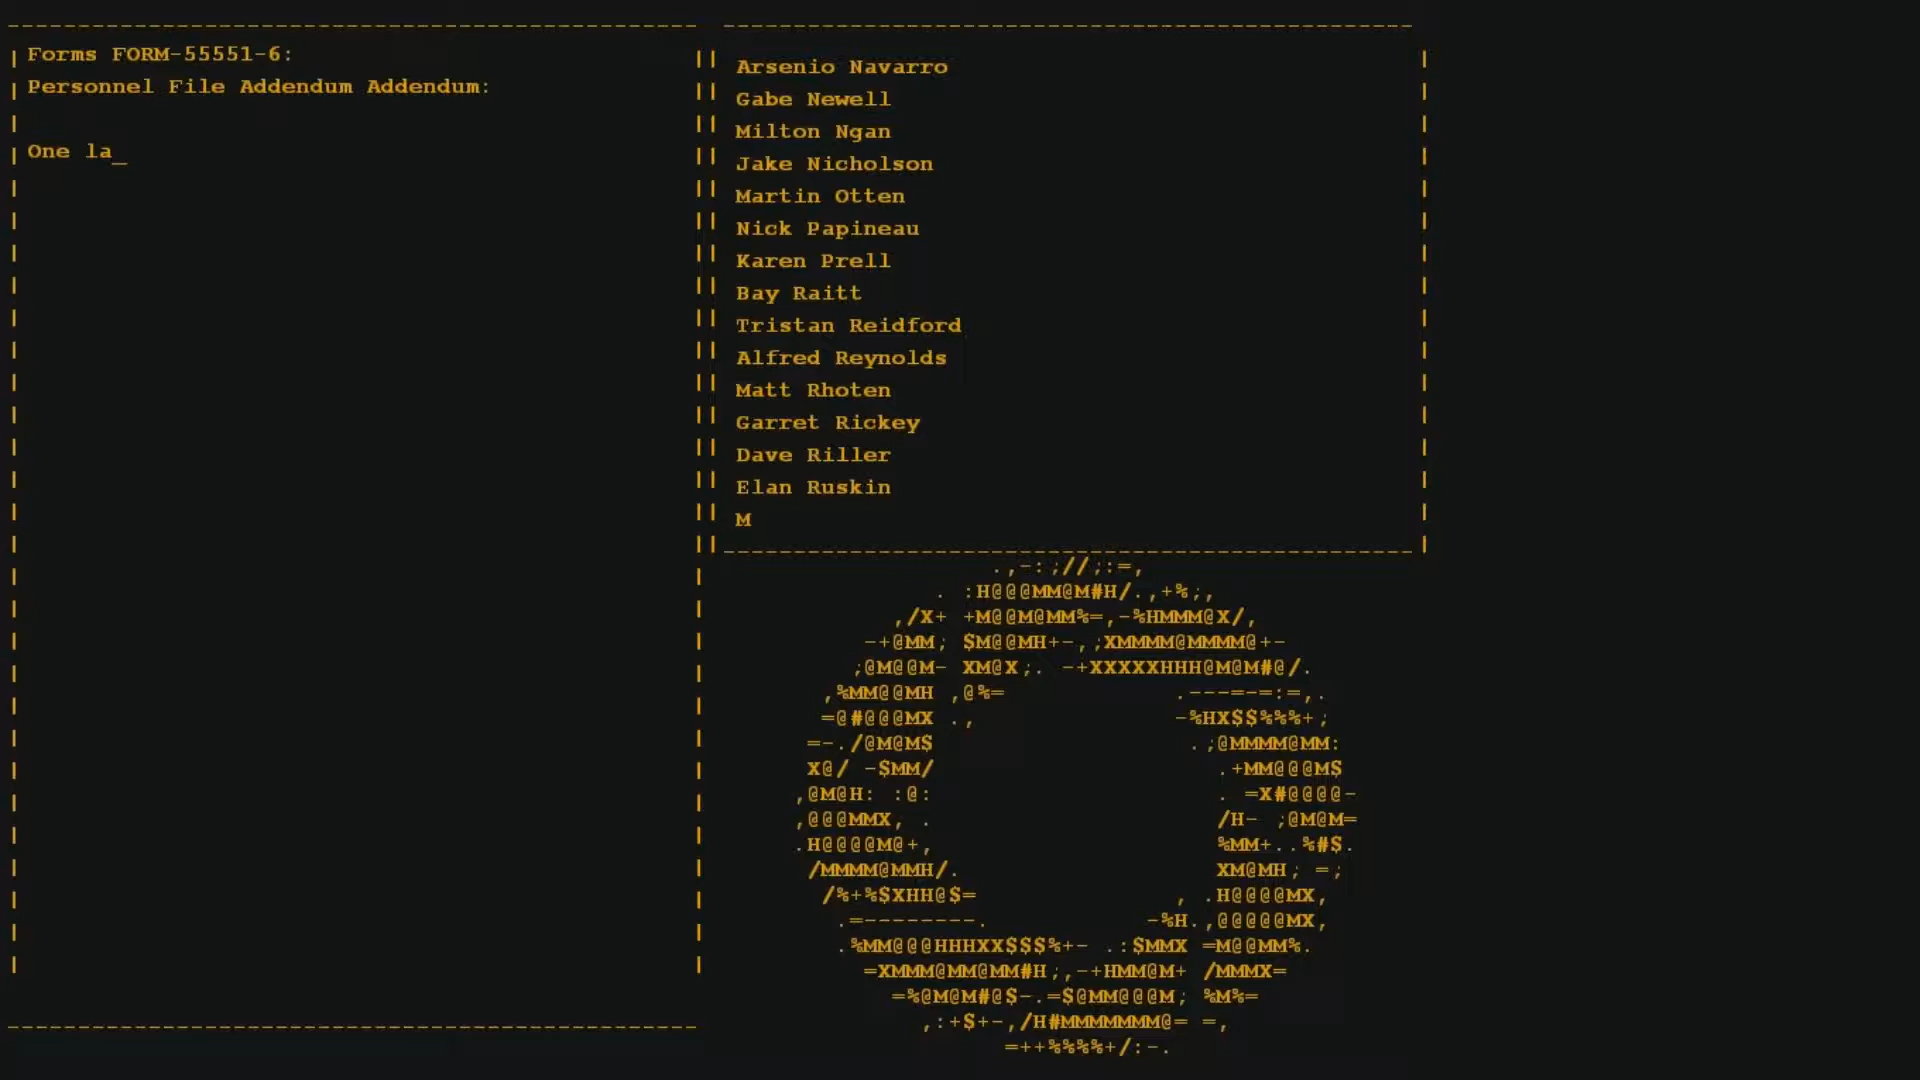 Forms FORM-55551-6:
Personnel File Addendum Addendum:
One la_
Arsenio Navarro
Gabe Newell
Milton Ngan
Jake Nicholson
Martin Otten
Nick Papineau
Karen Prell
Bay Raitt
Tristan Reidford
Alfred Reynolds
Matt Rhoten
Garret Rickey
Dave Riller
Elan Ruskin
M